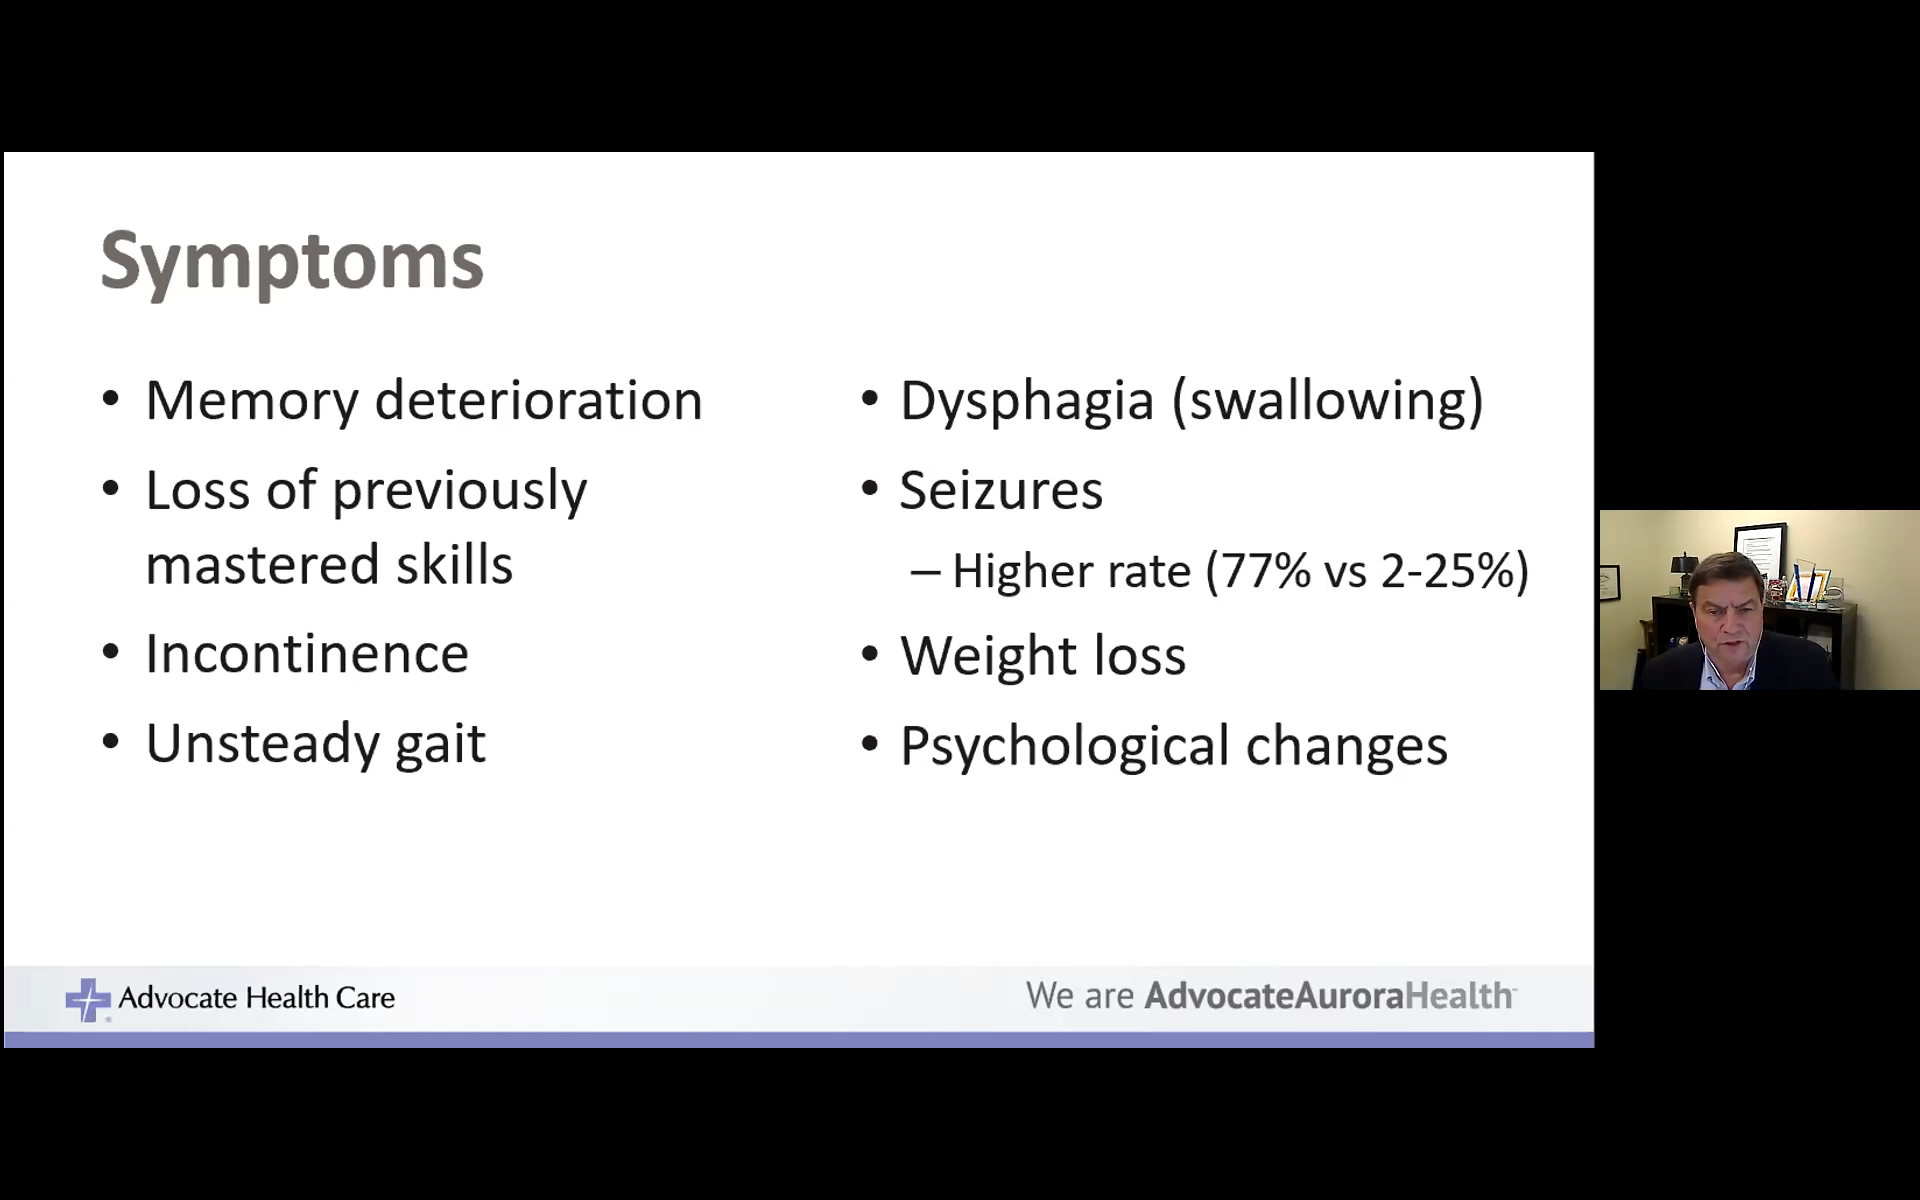 Symptoms
• Memory deterioration
• Loss of previously
mastered skills
• Incontinence
• Unsteady gait
• Dysphagia (swallowing)
• Seizures
– Higher rate (77% vs 2-25%)
• Weight loss
• Psychological changes
Advocate Health Care
We are AdvocateAuroraHealth